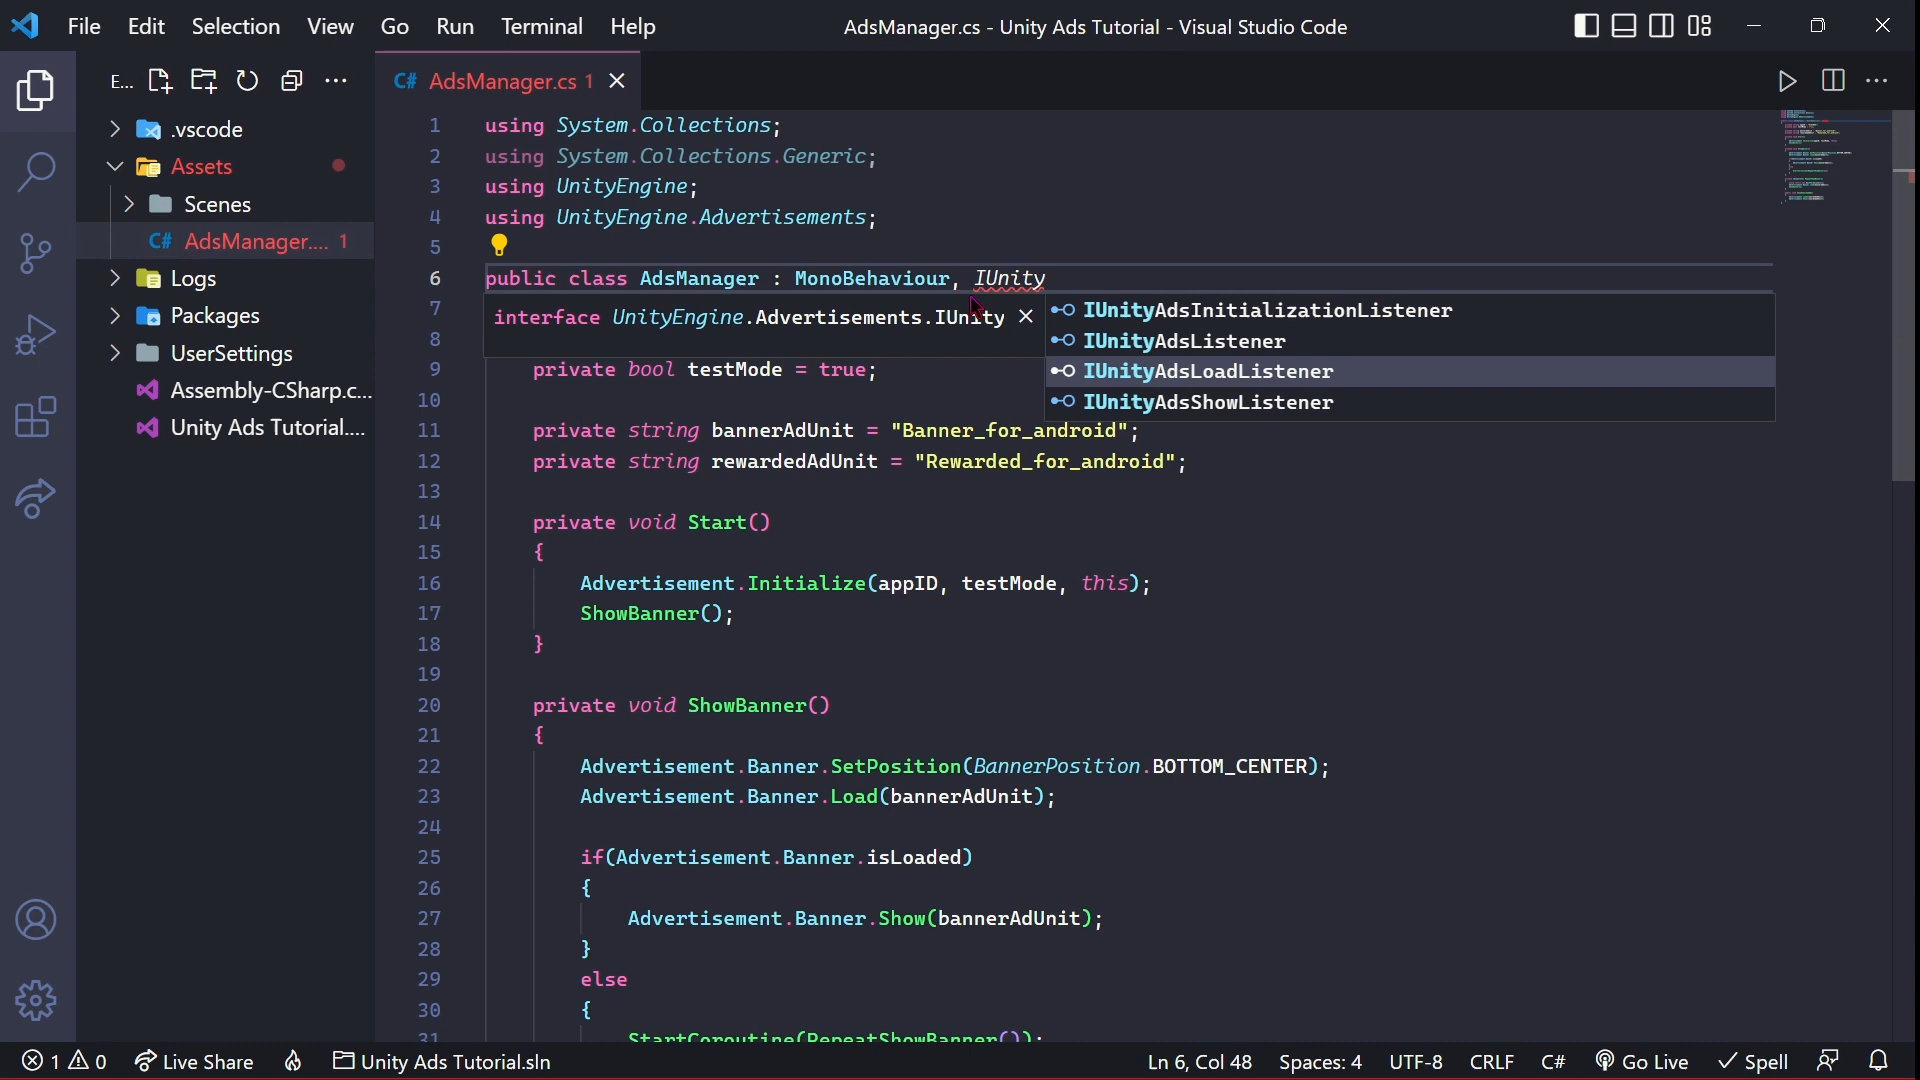 File Edit Selection View Go Run Terminal Help
AdsManager.cs - Unity Ads Tutorial - Visual Studio Code
E...
.vscode
Assets
Scenes
C# AdsManager.... 1
Logs
Packages
UserSettings
Assembly-CSharp.c...
Unity Ads Tutorial....
C# AdsManager.cs 1
1 using System.Collections;
2 using System.Collections.Generic;
3 using UnityEngine;
4 using UnityEngine.Advertisements;
5
6 public class AdsManager : MonoBehaviour, IUnity
7
interface UnityEngine.Advertisements.IUnity
IUnityAdsInitializationListener
IUnityAdsListener
IUnityAdsLoadListener
IUnityAdsShowListener
8
9 private bool testMode = true;
10
11 private string bannerAdUnit = "Banner_for_android";
12 private string rewardedAdUnit = "Rewarded_for_android";
13
14 private void Start()
15 {
16 Advertisement.Initialize(appID, testMode, this);
17 ShowBanner();
18 }
19
20 private void ShowBanner()
21 {
22 Advertisement.Banner.SetPosition(BannerPosition.BOTTOM_CENTER);
23 Advertisement.Banner.Load(bannerAdUnit);
24
25 if(Advertisement.Banner.isLoaded)
26 {
27 Advertisement.Banner.Show(bannerAdUnit);
28 }
29 else
30 {
31 StartCoroutine(RepeatShowBanner());
1 0 Live Share Unity Ads Tutorial.sln
Ln 6, Col 48 Spaces: 4 UTF-8 CRLF C# Go Live Spell